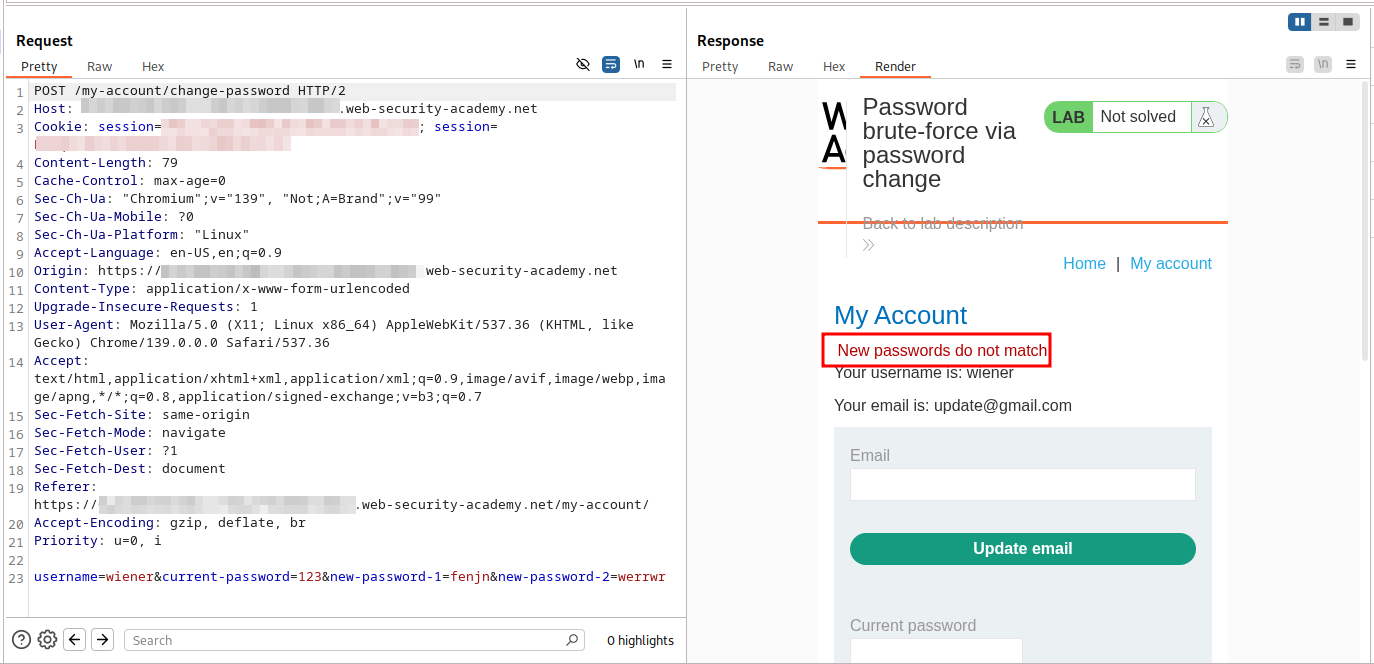 Request
Pretty Raw Hex
\n
1 POST /my-account/change-password HTTP/2
2 Host: .web-security-academy.net
3 Cookie: session= ; session=
4 Content-Length: 79
5 Cache-Control: max-age=0
6 Sec-Ch-Ua: "Chromium";v="139", "Not;A=Brand";v="99"
7 Sec-Ch-Ua-Mobile: ?0
8 Sec-Ch-Ua-Platform: "Linux"
9 Accept-Language: en-US,en;q=0.9
10 Origin: https:// web-security-academy.net
11 Content-Type: application/x-www-form-urlencoded
12 Upgrade-Insecure-Requests: 1
13 User-Agent: Mozilla/5.0 (X11; Linux x86_64) AppleWebKit/537.36 (KHTML, like
Gecko) Chrome/139.0.0.0 Safari/537.36
14 Accept:
text/html,application/xhtml+xml,application/xml;q=0.9,image/avif,image/webp,ima
ge/apng,*/*;q=0.8,application/signed-exchange;v=b3;q=0.7
15 Sec-Fetch-Site: same-origin
16 Sec-Fetch-Mode: navigate
17 Sec-Fetch-User: ?1
18 Sec-Fetch-Dest: document
19 Referer:
https:// .web-security-academy.net/my-account/
20 Accept-Encoding: gzip, deflate, br
21 Priority: u=0, i
22
23 username=wiener&current-password=123&new-password-1=fenjn&new-password-2=werrwr
Search
0 highlights
Response
Pretty Raw Hex Render
\n
W
A
Password
brute-force via
password
change
LAB Not solved
Back to lab description
Home | My account
My Account
New passwords do not match
Your username is: wiener
Your email is: update@gmail.com
Email
Update email
Current password